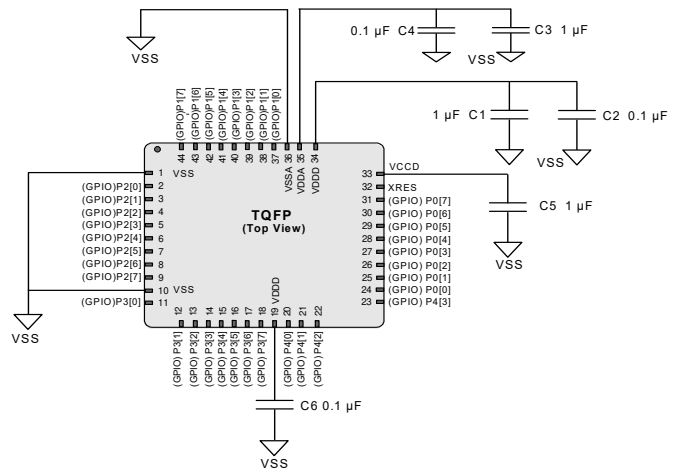 0.1 µF C4
C3 1 µF
VSS
VSS
1 µF C1
C2 0.1 µF
VSS
(GPIO)P1[7]
(GPIO)P1[6]
(GPIO)P1[5]
(GPIO)P1[4]
(GPIO)P1[3]
(GPIO)P1[2]
(GPIO)P1[1]
(GPIO)P1[0]
44
43
42
41
40
39
38
37
36
35
34
VSSA
VDDA
VDDD
TQFP
(Top View)
1 VSS
(GPIO)P2[0] 2
(GPIO)P2[1] 3
(GPIO)P2[2] 4
(GPIO)P2[3] 5
(GPIO)P2[4] 6
(GPIO)P2[5] 7
(GPIO)P2[6] 8
(GPIO)P2[7] 9
10 VSS
(GPIO)P3[0] 11
33 VCCD
32 XRES
31 (GPIO) P0[7]
30 (GPIO) P0[6]
29 (GPIO) P0[5]
28 (GPIO) P0[4]
27 (GPIO) P0[3]
26 (GPIO) P0[2]
25 (GPIO) P0[1]
24 (GPIO) P0[0]
23 (GPIO) P4[3]
C5 1 µF
VSS
VSS
12
13
14
15
16
17
18
19 VDDD
20
21
22
(GPIO) P3[1]
(GPIO) P3[2]
(GPIO) P3[3]
(GPIO) P3[4]
(GPIO) P3[5]
(GPIO) P3[6]
(GPIO) P3[7]
(GPIO) P4[0]
(GPIO) P4[1]
(GPIO) P4[2]
C6 0.1 µF
VSS